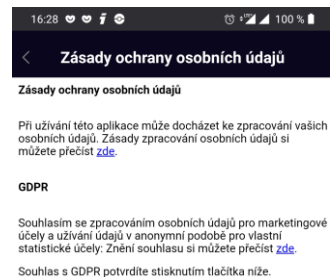 16:28 100 %
Zásady ochrany osobních údajů
Zásady ochrany osobních údajů
Při užívání této aplikace může docházet ke zpracování vašich
osobních údajů. Zásady zpracování osobních údajů si
můžete přečíst zde.
GDPR
Souhlasím se zpracováním osobních údajů pro marketingové
účely a užívání údajů v anonymní podobě pro vlastní
statistické účely: Znění souhlasu si můžete přečíst zde.
Souhlas s GDPR potvrdíte stisknutím tlačítka níže.